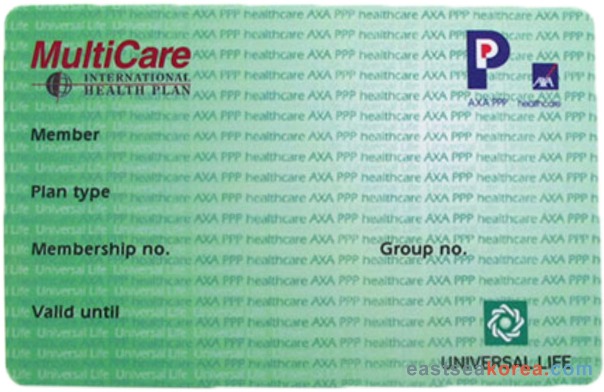 MultiCare
INTERNATIONAL
HEALTH PLAN
P
AXA
AXA PPP healthcare
Member
Plan type
Membership no. Group no.
Valid until
UNIVERSAL LIFE
eastseakorea.com